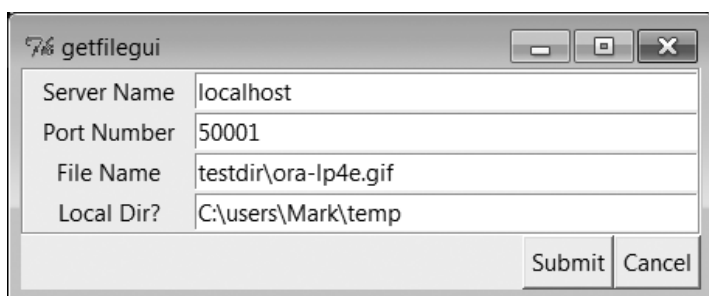 getfilegui
Server Name localhost
Port Number 50001
File Name testdir\ora-lp4e.gif
Local Dir? C:\users\Mark\temp
Submit Cancel